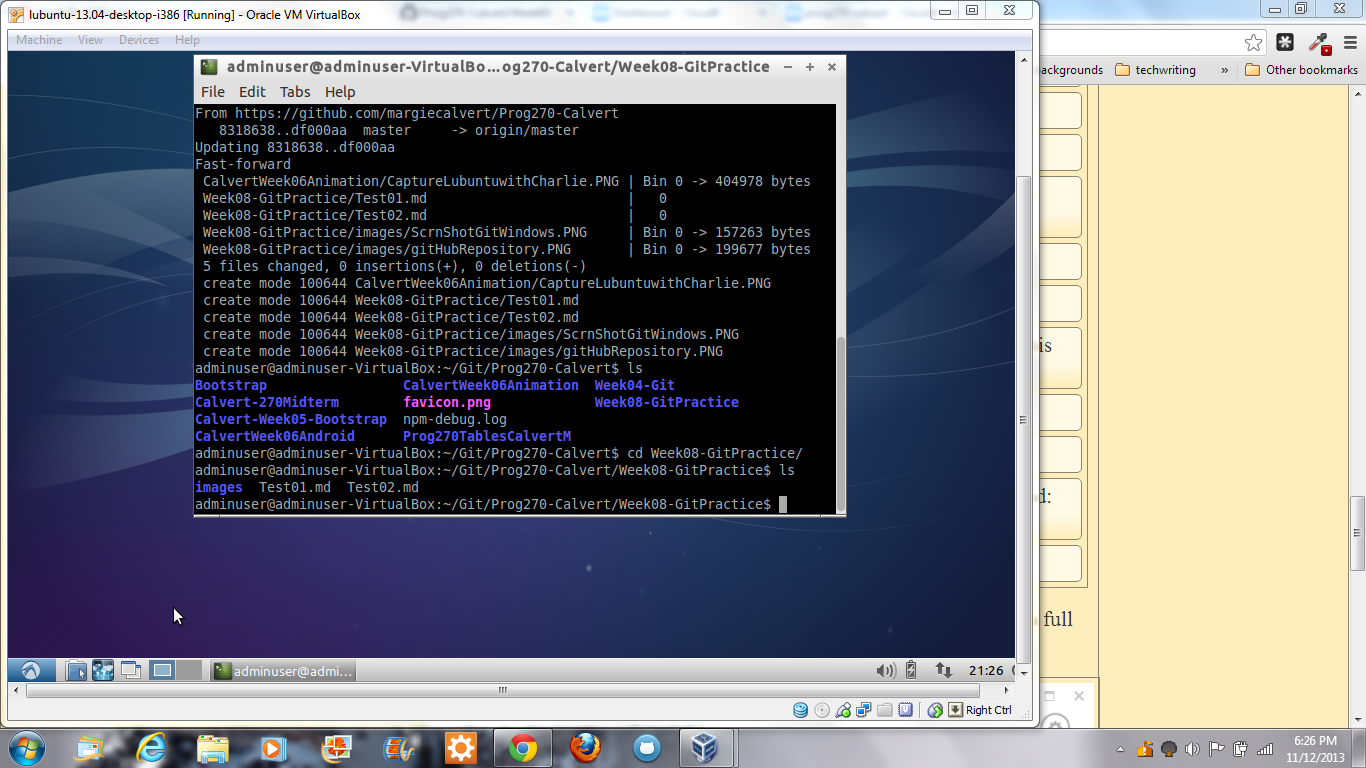 lubuntu-13.04-desktop-i386 [Running] - Oracle VM VirtualBox
Machine View Devices Help
adminuser@adminuser-VirtualBo...og270-Calvert/Week08-GitPractice
File Edit Tabs Help
From https://github.com/margiecalvert/Prog270-Calvert
   8318638..df000aa  master     -> origin/master
Updating 8318638..df000aa
Fast-forward
 CalvertWeek06Animation/CaptureLubuntuwithCharlie.PNG | Bin 0 -> 404978 bytes
 Week08-GitPractice/Test01.md                         |   0
 Week08-GitPractice/Test02.md                         |   0
 Week08-GitPractice/images/ScrnShotGitWindows.PNG     | Bin 0 -> 157263 bytes
 Week08-GitPractice/images/gitHubRepository.PNG       | Bin 0 -> 199677 bytes
 5 files changed, 0 insertions(+), 0 deletions(-)
 create mode 100644 CalvertWeek06Animation/CaptureLubuntuwithCharlie.PNG
 create mode 100644 Week08-GitPractice/Test01.md
 create mode 100644 Week08-GitPractice/Test02.md
 create mode 100644 Week08-GitPractice/images/ScrnShotGitWindows.PNG
 create mode 100644 Week08-GitPractice/images/gitHubRepository.PNG
adminuser@adminuser-VirtualBox:~/Git/Prog270-Calvert$ ls
Bootstrap                 CalvertWeek06Animation  Week04-Git
Calvert-270Midterm        favicon.png             Week08-GitPractice
Calvert-Week05-Bootstrap  npm-debug.log
CalvertWeek06Android      Prog270TablesCalvertM
adminuser@adminuser-VirtualBox:~/Git/Prog270-Calvert$ cd Week08-GitPractice/
adminuser@adminuser-VirtualBox:~/Git/Prog270-Calvert/Week08-GitPractice$ ls
images  Test01.md  Test02.md
adminuser@adminuser-VirtualBox:~/Git/Prog270-Calvert/Week08-GitPractice$
adminuser@admi...
21:26
Right Ctrl
ackgrounds techwriting » Other bookmarks
is
d:
full
6:26 PM
11/12/2013